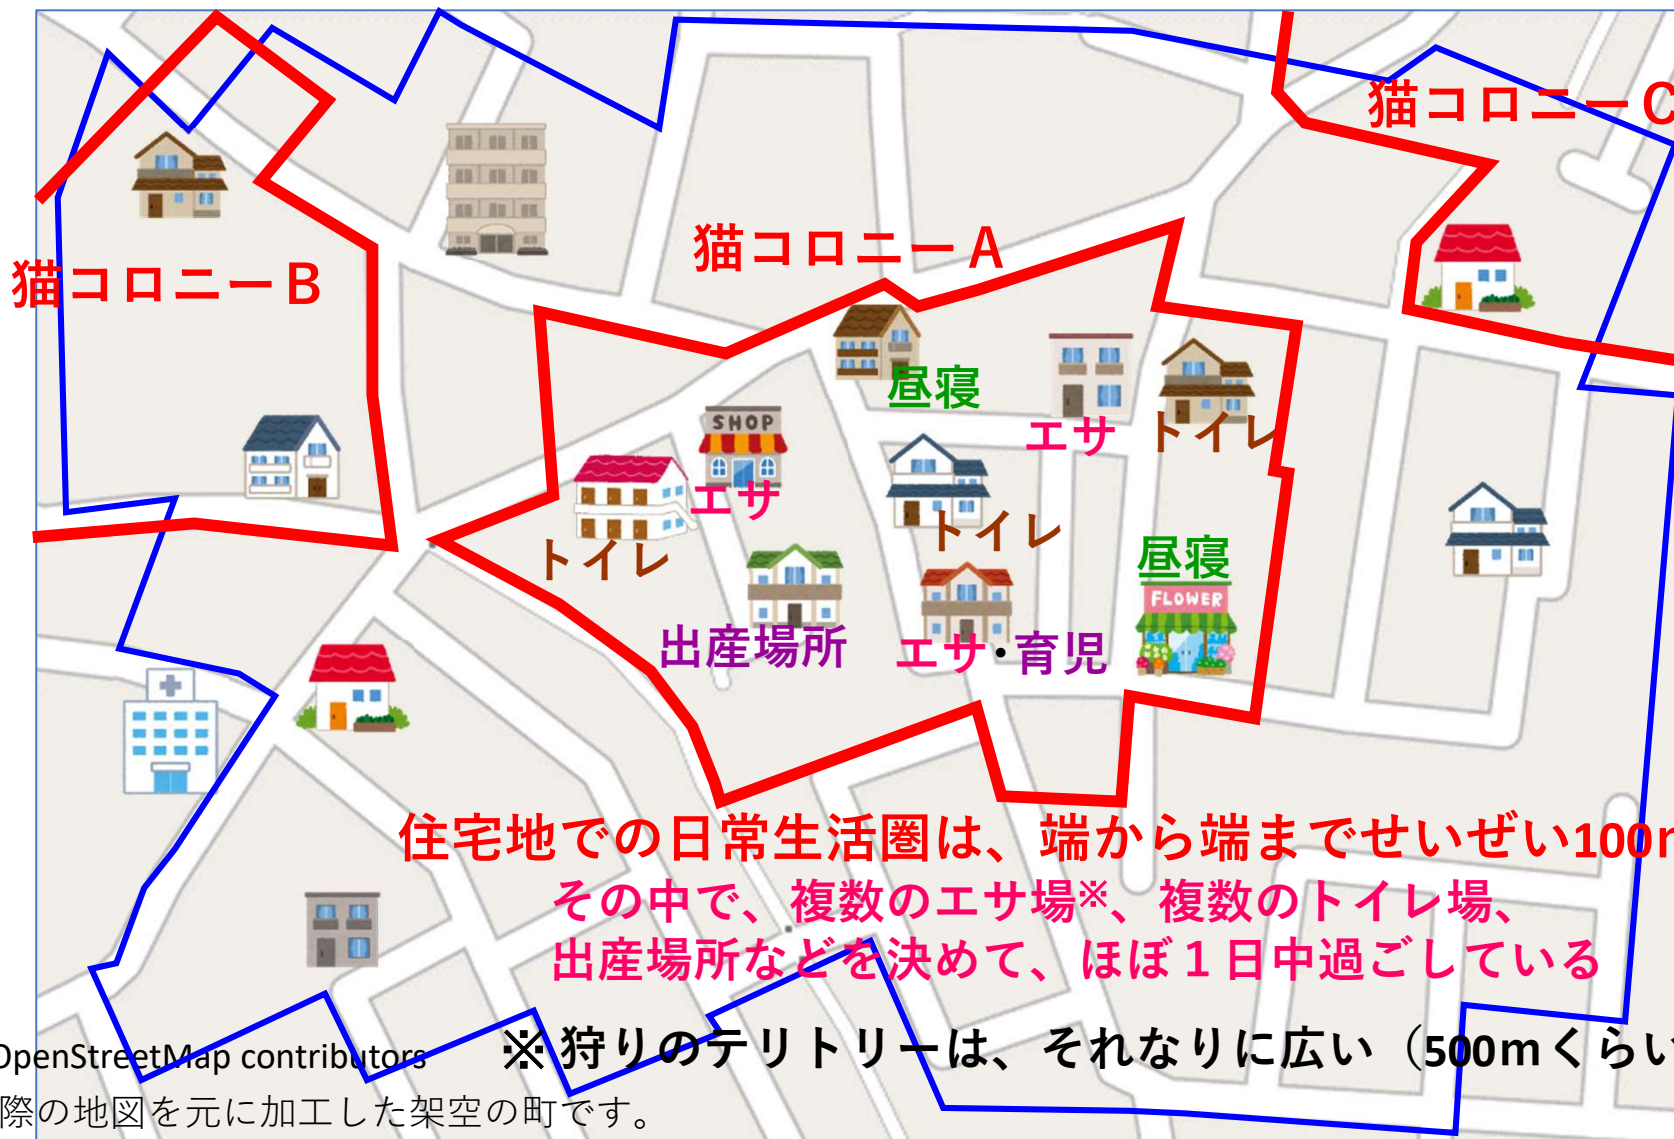 猫コロニーC
猫コロニーA
猫コロニーB
昼寝
SHOP
エサ
トイレ
エサ
トイレ
トイレ
昼寝
FLOWER
出産場所
エサ・育児
住宅地での日常生活圏は、端から端までせいぜい100m
その中で、複数のエサ場※、複数のトイレ場、
出産場所などを決めて、ほぼ1日中過ごしている
※ 狩りのテリトリーは、それなりに広い（500mくらい
OpenStreetMap contributors
際の地図を元に加工した架空の町です。